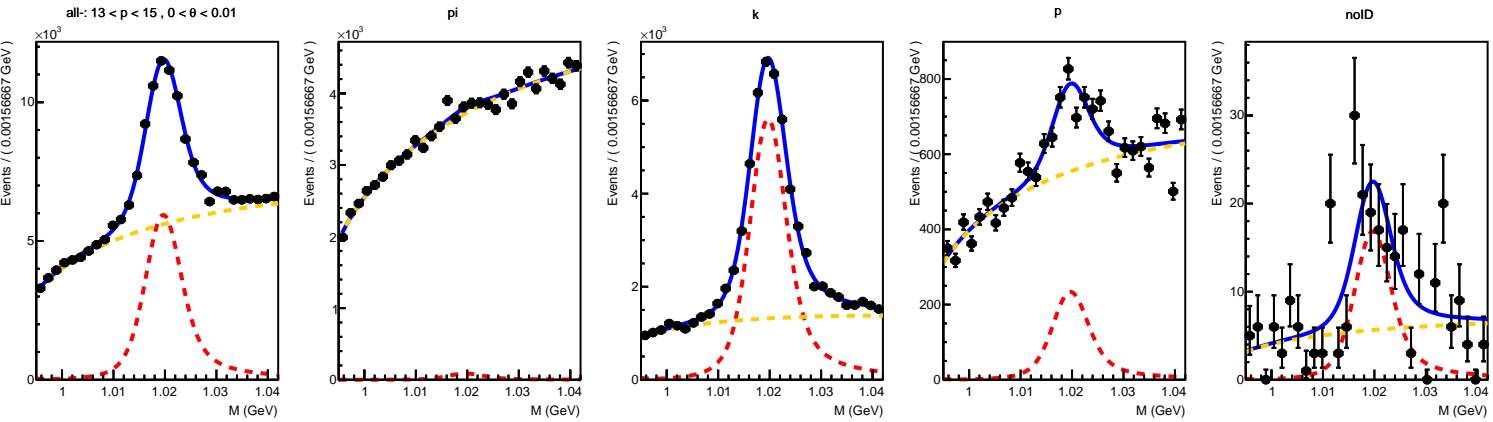 all-: 13 < p < 15 , 0 < θ < 0.01
×10³
Events / ( 0.00156667 GeV )
10
5
0
1 1.01 1.02 1.03 1.04
M (GeV)
pi
×10³
Events / ( 0.00156667 GeV )
4
3
2
1
0
1 1.01 1.02 1.03 1.04
M (GeV)
k
×10³
Events / ( 0.00156667 GeV )
6
4
2
0
1 1.01 1.02 1.03 1.04
M (GeV)
p
Events / ( 0.00156667 GeV )
800
600
400
200
0
1 1.01 1.02 1.03 1.04
M (GeV)
noID
Events / ( 0.00156667 GeV )
30
20
10
0
1 1.01 1.02 1.03 1.04
M (GeV)